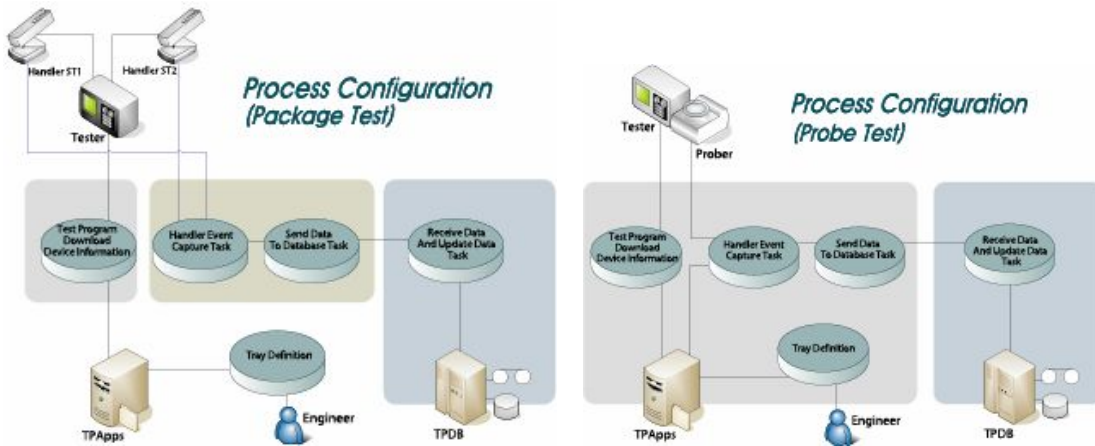 Handler ST1
Handler ST2
Tester
Process Configuration
(Package Test)
Test Program
Download
Device Information
Handler Event
Capture Task
Send Data
To Database Task
Receive Data
And Update Data
Task
Tray Definition
TPApps
Engineer
TPDB
Tester
Prober
Process Configuration
(Probe Test)
Test Program
Download
Device Information
Handler Event
Capture Task
Send Data
To Database Task
Receive Data
And Update Data
Task
Tray Definition
TPApps
Engineer
TPDB